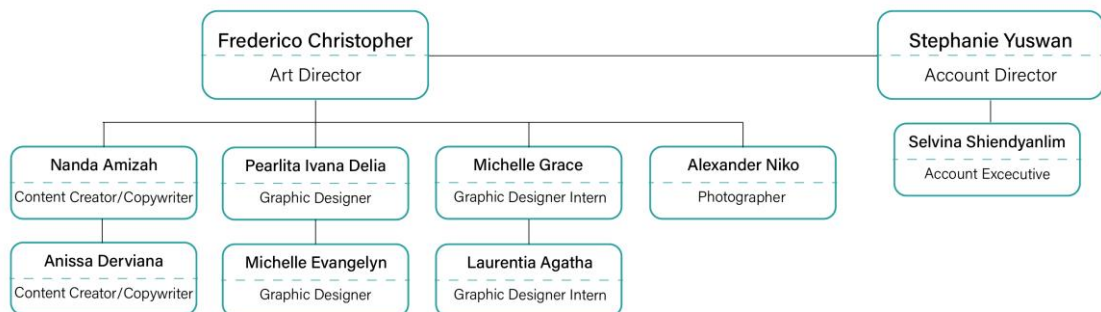 Frederico Christopher
Art Director
Stephanie Yuswan
Account Director
Nanda Amizah
Content Creator/Copywriter
Pearlita Ivana Delia
Graphic Designer
Michelle Grace
Graphic Designer Intern
Alexander Niko
Photographer
Selvina Shiendyanlim
Account Excecutive
Anissa Derviana
Content Creator/Copywriter
Michelle Evangelyn
Graphic Designer
Laurentia Agatha
Graphic Designer Intern